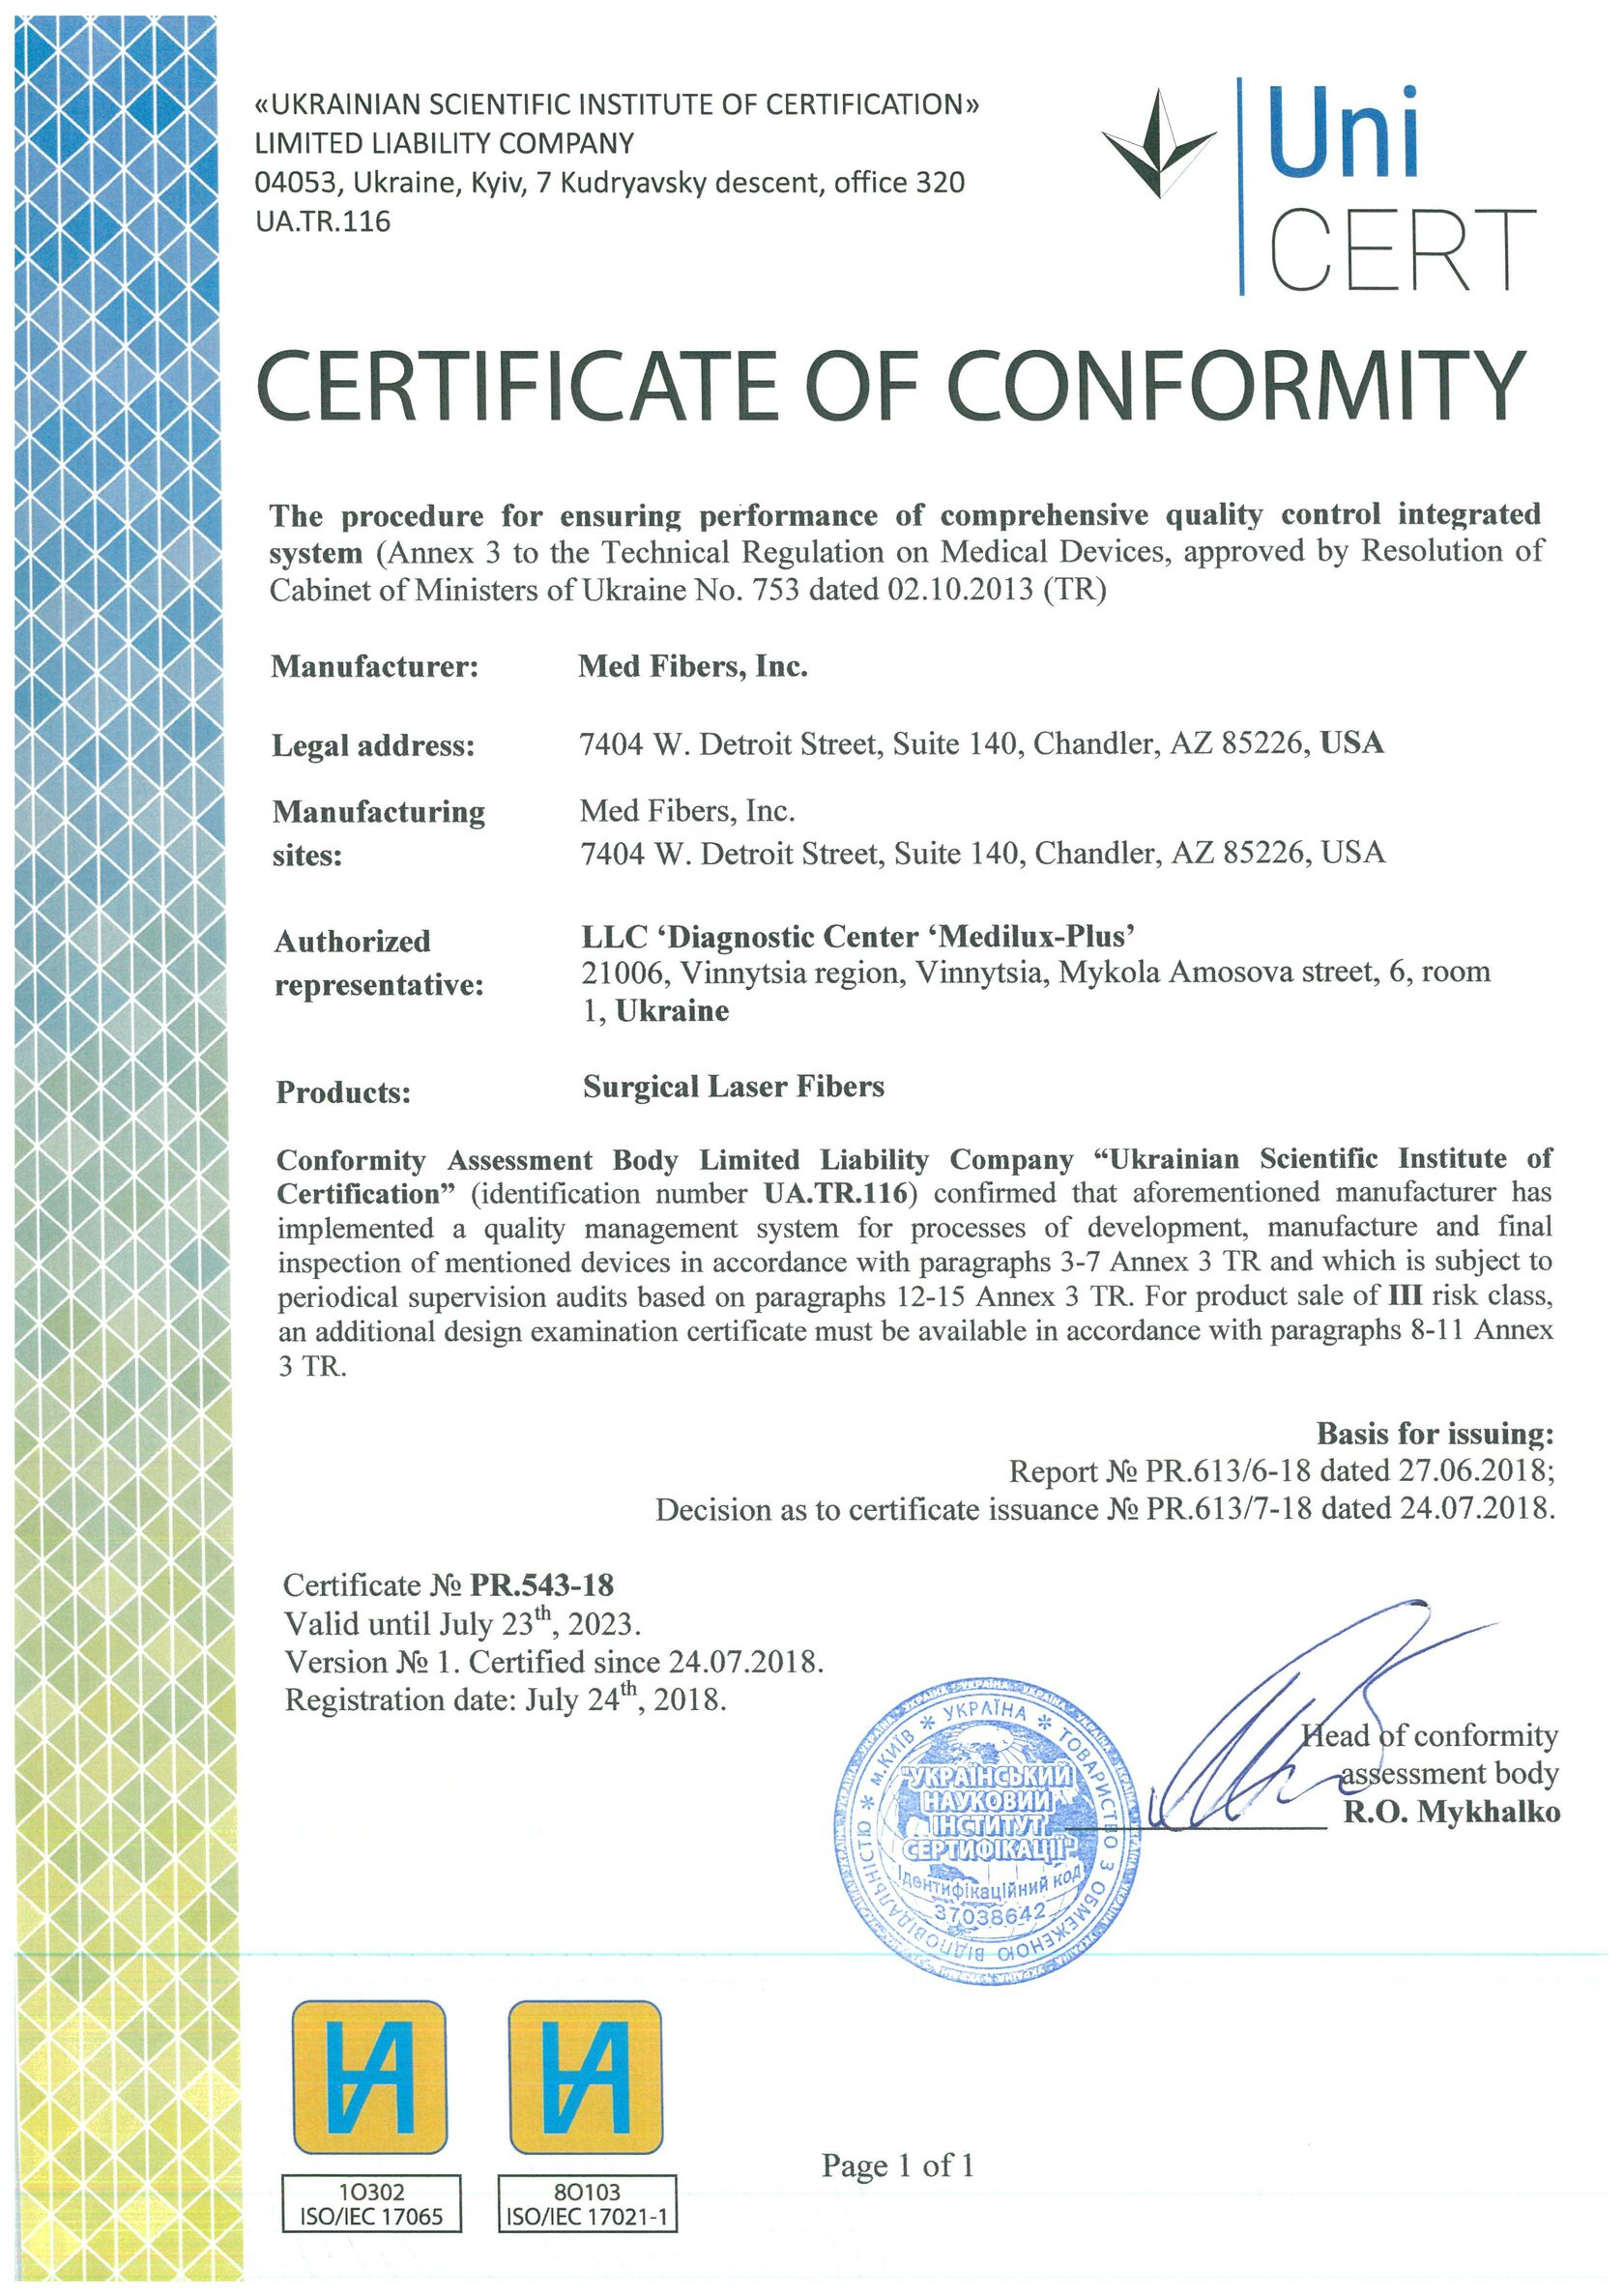 «UKRAINIAN SCIENTIFIC INSTITUTE OF CERTIFICATION»
LIMITED LIABILITY COMPANY
04053, Ukraine, Kyiv, 7 Kudryavsky descent, office 320
UA.TR.116
Uni
CERT
CERTIFICATE OF CONFORMITY
The procedure for ensuring performance of comprehensive quality control integrated
system (Annex 3 to the Technical Regulation on Medical Devices, approved by Resolution of
Cabinet of Ministers of Ukraine No. 753 dated 02.10.2013 (TR)
Manufacturer: Med Fibers, Inc.
Legal address: 7404 W. Detroit Street, Suite 140, Chandler, AZ 85226, USA
Manufacturing Med Fibers, Inc.
sites: 7404 W. Detroit Street, Suite 140, Chandler, AZ 85226, USA
Authorized LLC ‘Diagnostic Center ‘Medilux-Plus’
representative: 21006, Vinnytsia region, Vinnytsia, Mykola Amosova street, 6, room
1, Ukraine
Products: Surgical Laser Fibers
Conformity Assessment Body Limited Liability Company “Ukrainian Scientific Institute of
Certification” (identification number UA.TR.116) confirmed that aforementioned manufacturer has
implemented a quality management system for processes of development, manufacture and final
inspection of mentioned devices in accordance with paragraphs 3-7 Annex 3 TR and which is subject to
periodical supervision audits based on paragraphs 12-15 Annex 3 TR. For product sale of III risk class,
an additional design examination certificate must be available in accordance with paragraphs 8-11 Annex
3 TR.
Basis for issuing:
Report № PR.613/6-18 dated 27.06.2018;
Decision as to certificate issuance № PR.613/7-18 dated 24.07.2018.
Certificate № PR.543-18
Valid until July 23th, 2023.
Version № 1. Certified since 24.07.2018.
Registration date: July 24th, 2018.
Head of conformity
assessment body
R.O. Mykhalko
* УКРАЇНА * ТОВАРИСТВО З ОБМЕЖЕНОЮ ВІДПОВІДАЛЬНІСТЮ * М.КИЇВ
"УКРАЇНСЬКИЙ
НАУКОВИЙ
ІНСТИТУТ
СЕРТИФІКАЦІЇ"
Ідентифікаційний код
37038642
10302
ISO/IEC 17065
80103
ISO/IEC 17021-1
Page 1 of 1